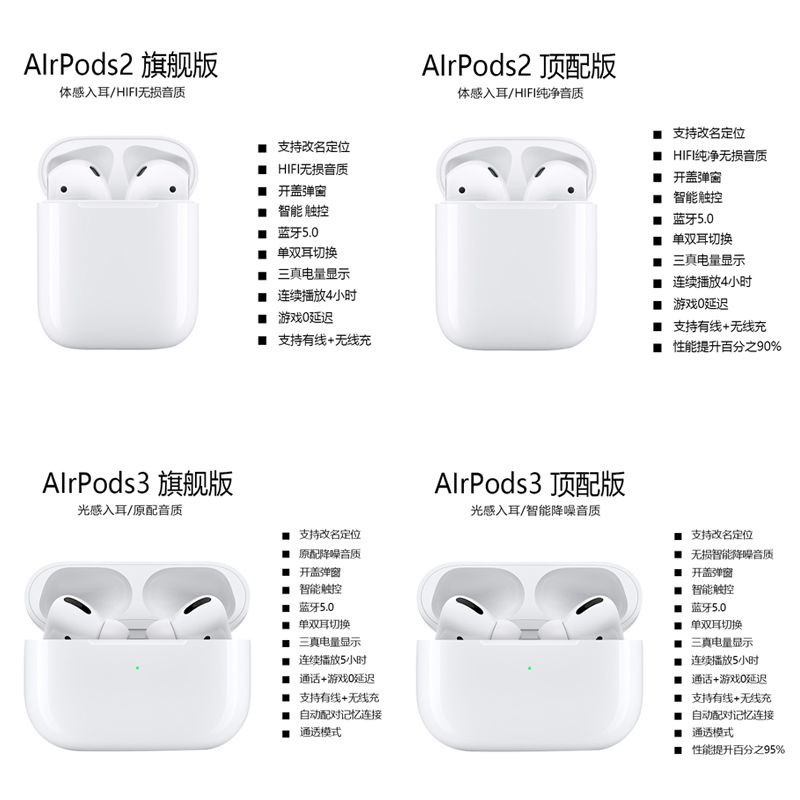 AIrPods2 旗舰版
体感入耳/HIFI无损音质
支持改名定位
HIFI无损音质
开盖弹窗
智能 触控
蓝牙5.0
单双耳切换
三真电量显示
连续播放4小时
游戏0延迟
支持有线+无线充
AIrPods2 顶配版
体感入耳/HIFI纯净音质
支持改名定位
HIFI纯净无损音质
开盖弹窗
智能 触控
蓝牙5.0
单双耳切换
三真电量显示
连续播放4小时
游戏0延迟
支持有线+无线充
性能提升百分之90%
AIrPods3 旗舰版
光感入耳/原配音质
支持改名定位
原配降噪音质
开盖弹窗
智能触控
蓝牙5.0
单双耳切换
三真电量显示
连续播放5小时
通话+游戏0延迟
支持有线+无线充
自动配对记忆连接
通透模式
AIrPods3 顶配版
光感入耳/智能降噪音质
支持改名定位
无损智能降噪音质
开盖弹窗
智能触控
蓝牙5.0
单双耳切换
三真电量显示
连续播放5小时
通话+游戏0延迟
支持有线+无线充
自动配对记忆连接
通透模式
性能提升百分之95%